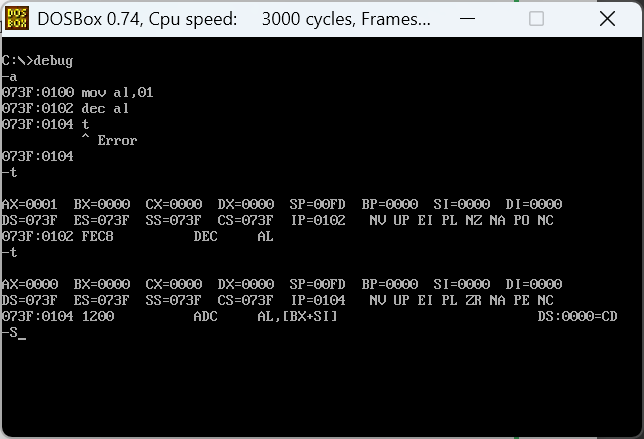 DOS
BOX
DOSBox 0.74, Cpu speed:     3000 cycles, Frames...
C:\>debug
-a
073F:0100 mov al,01
073F:0102 dec al
073F:0104 t
          ^ Error
073F:0104
-t
AX=0001  BX=0000  CX=0000  DX=0000  SP=00FD  BP=0000  SI=0000  DI=0000
DS=073F  ES=073F  SS=073F  CS=073F  IP=0102   NV UP EI PL NZ NA PO NC
073F:0102 FEC8          DEC     AL
-t
AX=0000  BX=0000  CX=0000  DX=0000  SP=00FD  BP=0000  SI=0000  DI=0000
DS=073F  ES=073F  SS=073F  CS=073F  IP=0104   NV UP EI PL ZR NA PE NC
073F:0104 1200          ADC     AL,[BX+SI]                         DS:0000=CD
-S_